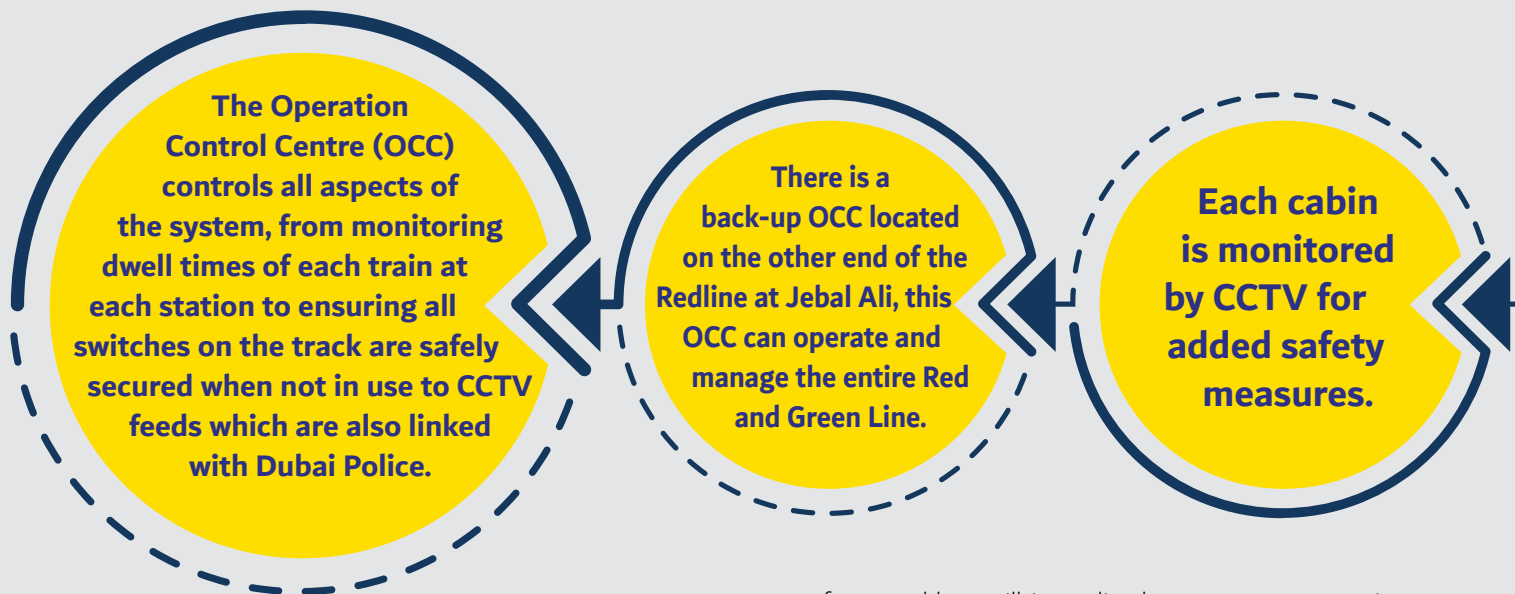 The Operation
Control Centre (OCC)
controls all aspects of
the system, from monitoring
dwell times of each train at
each station to ensuring all
switches on the track are safely
secured when not in use to CCTV
feeds which are also linked
with Dubai Police.
There is a
back-up OCC located
on the other end of the
Redline at Jebal Ali, this
OCC can operate and
manage the entire Red
and Green Line.
Each cabin
is monitored
by CCTV for
added safety
measures.